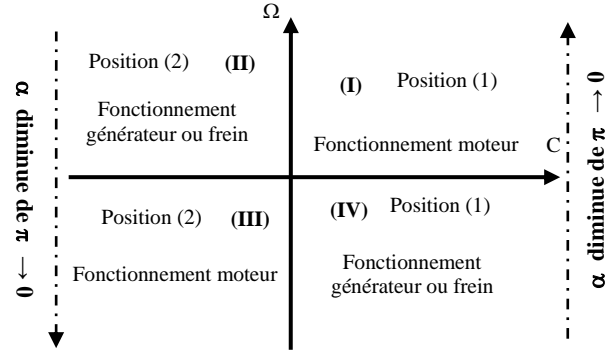 Ω
Position (2) (II)
(I) Position (1)
Fonctionnement
générateur ou frein
Fonctionnement moteur
C
Position (2) (III)
(IV) Position (1)
Fonctionnement moteur
Fonctionnement
générateur ou frein
α diminue de π → 0
α diminue de π → 0